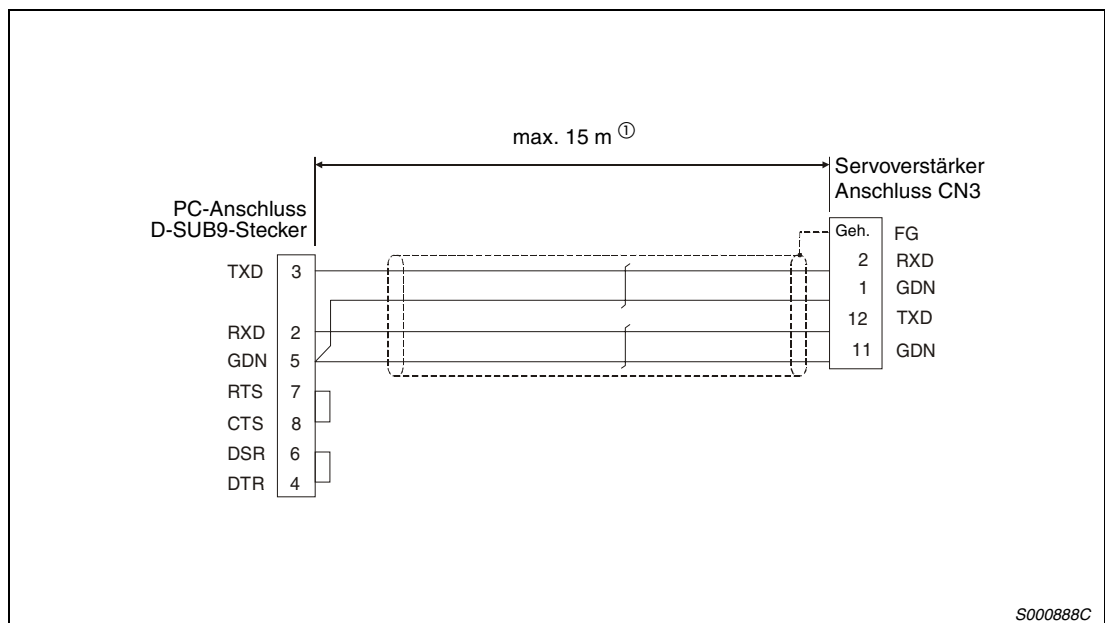 max. 15 m ①
Servoverstärker
Anschluss CN3
PC-Anschluss
D-SUB9-Stecker
Geh. FG
TXD 3 2 RXD
1 GDN
RXD 2 12 TXD
GDN 5 11 GDN
RTS 7
CTS 8
DSR 6
DTR 4
S000888C